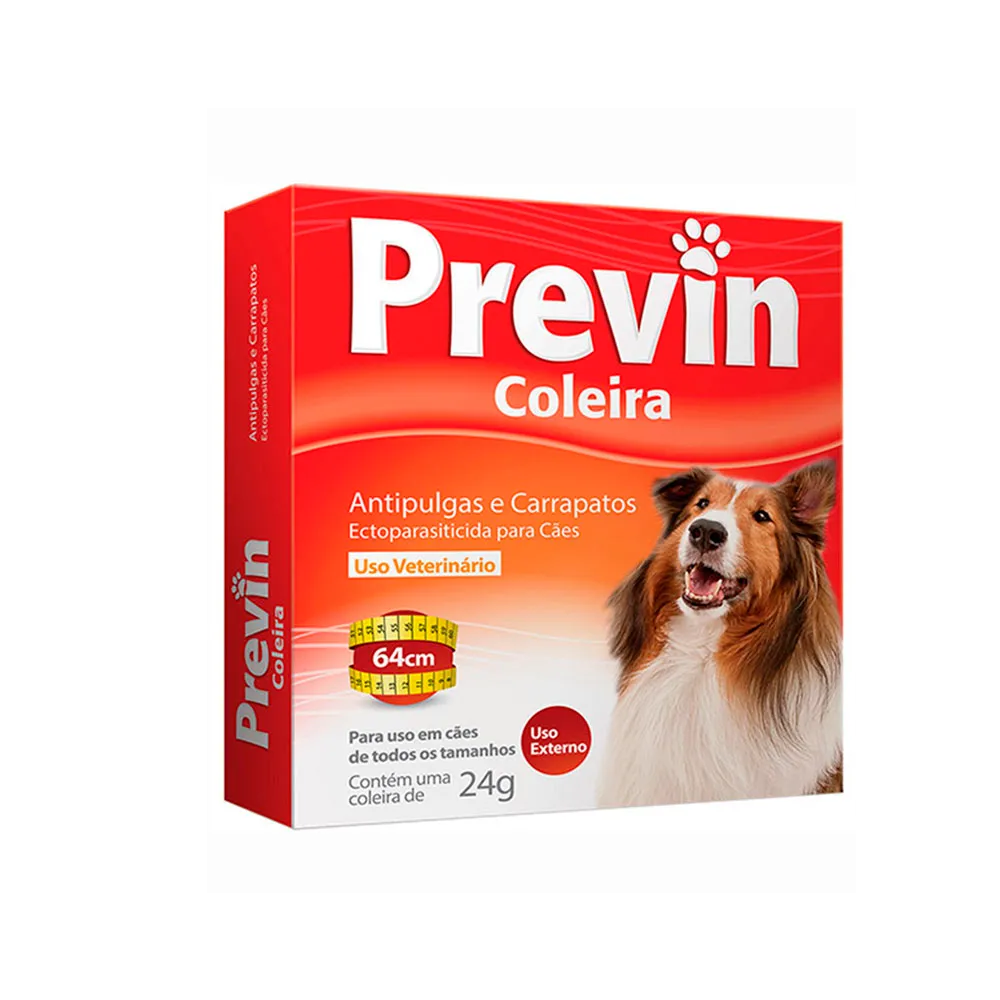 Previn
Coleira
Antipulgas e Carrapatos
Ectoparasiticida para Cães
Uso Veterinário
64cm
Para uso em cães
de todos os tamanhos
Contém uma
coleira de 24g
Uso
Externo
Antipulgas e Carrapatos
Ectoparasiticida para Cães
Previn
Coleira